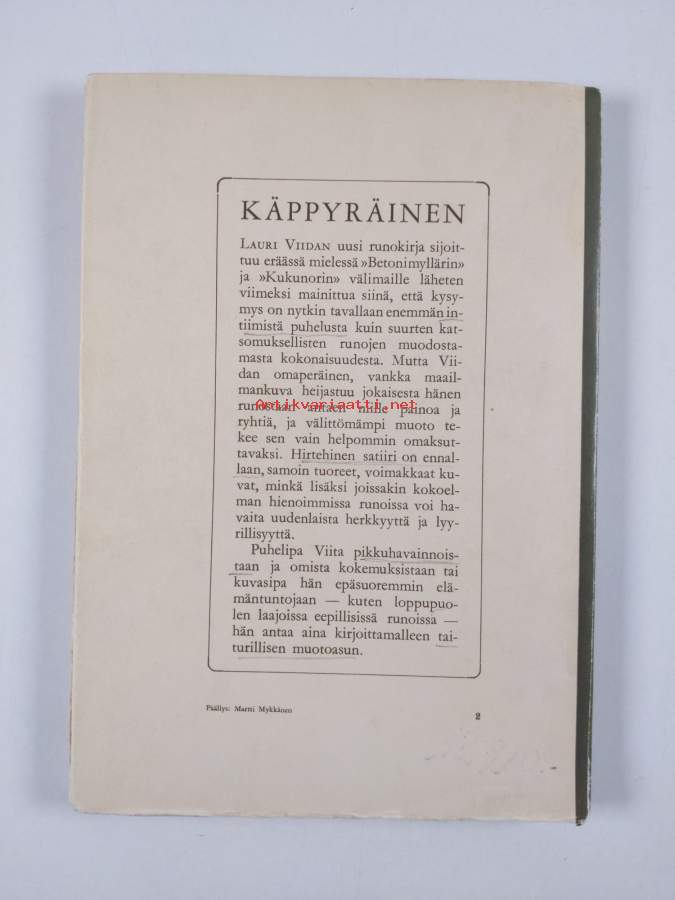 KÄPPYRÄINEN
LAURI VIIDAN uusi runokirja sijoit-
tuu eräässä mielessä »Betonimyllärin»
ja »Kukunorin» välimaille läheten
viimeksi mainittua siinä, että kysy-
mys on nytkin tavallaan enemmän in-
tiimistä puhelusta kuin suurten kat-
somuksellisten runojen muodosta-
masta kokonaisuudesta. Mutta Vii-
dan omaperäinen, vankka maail-
mankuva heijastuu jokaisesta hänen
runostaan antaen niille painoa ja
Antikvariaatti.net
ryhtiä, ja välittömämpi muoto te-
kee sen vain helpommin omaksut-
tavaksi. Hirtehinen satiiri on ennal-
laan, samoin tuoreet, voimakkaat ku-
vat, minkä lisäksi joissakin kokoel-
man hienoimmissa runoissa voi ha-
vaita uudenlaista herkkyyttä ja lyy-
rillisyyttä.
Puhelipa Viita pikkuhavainnois-
taan ja omista kokemuksistaan tai
kuvasipa hän epäsuoremmin elä-
mäntuntojaan — kuten loppupuo-
len laajoissa eepillisissä runoissa —
hän antaa aina kirjoittamalleen tai-
turillisen muotoasun.
Päällys: Martti Mykkänen
2